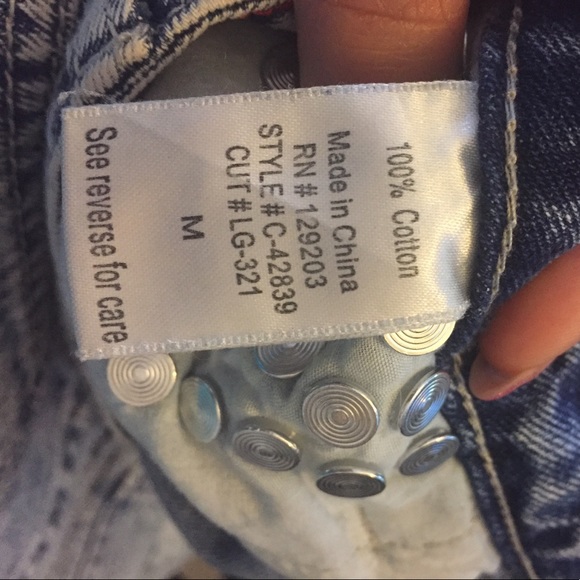 100% Cotton
Made in China
RN # 129203
STYLE # C-42839
CUT # LG-321
M
See reverse for care